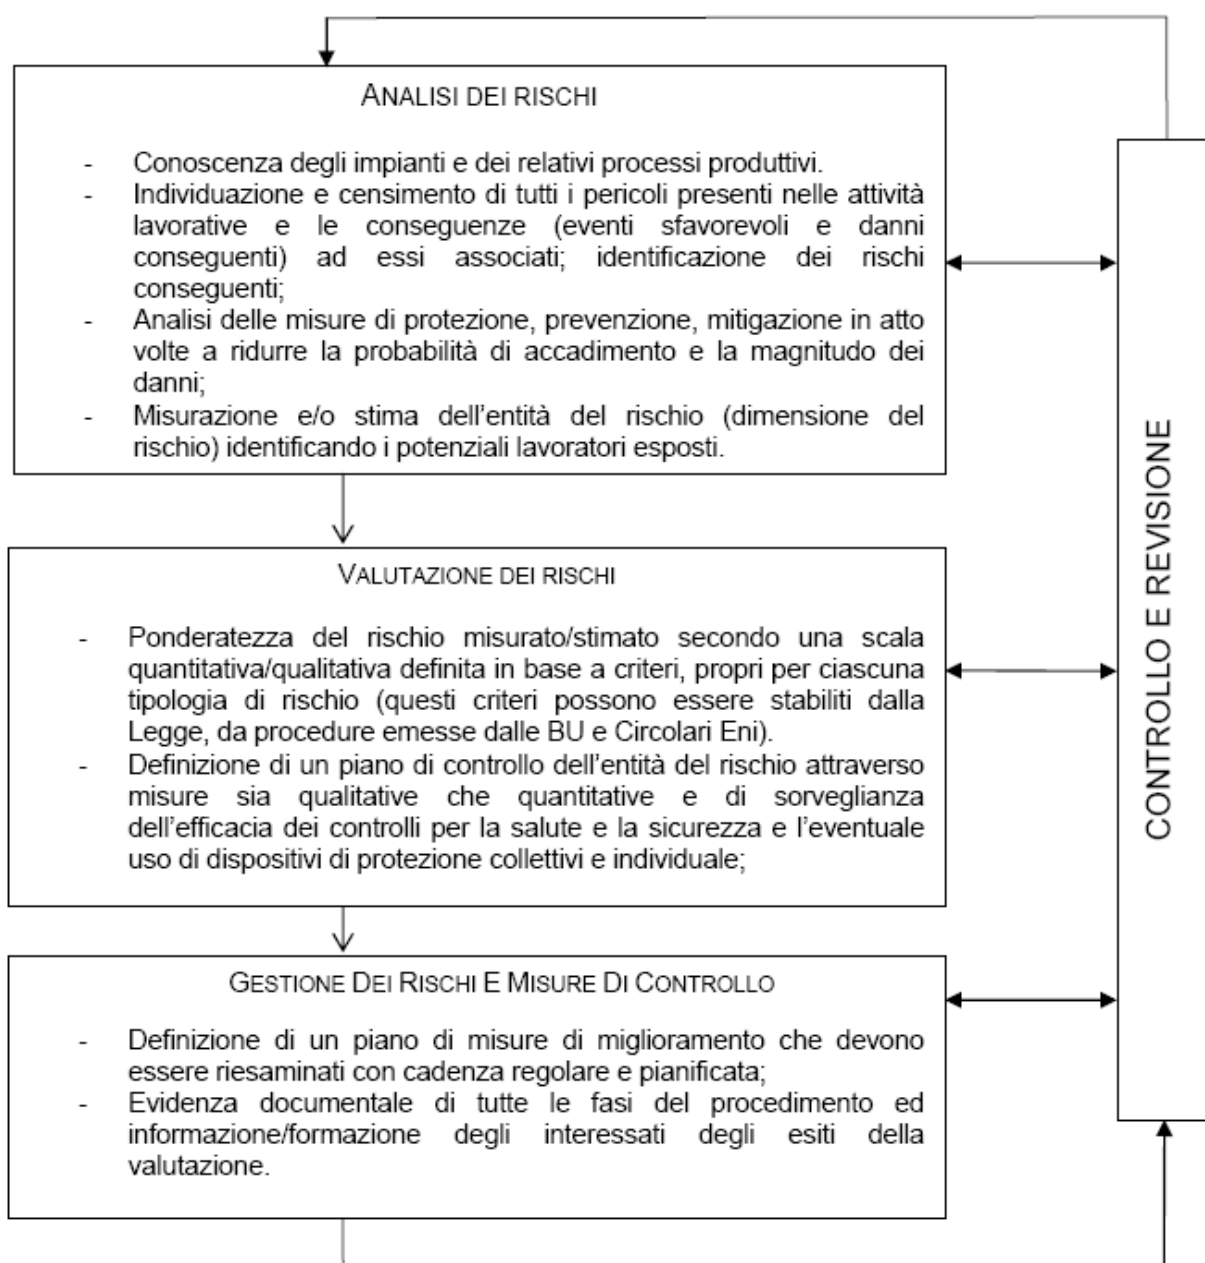 ANALISI DEI RISCHI
- Conoscenza degli impianti e dei relativi processi produttivi.
- Individuazione e censimento di tutti i pericoli presenti nelle attività
lavorative e le conseguenze (eventi sfavorevoli e danni
conseguenti) ad essi associati; identificazione dei rischi
conseguenti;
- Analisi delle misure di protezione, prevenzione, mitigazione in atto
volte a ridurre la probabilità di accadimento e la magnitudo dei
danni;
- Misurazione e/o stima dell'entità del rischio (dimensione del
rischio) identificando i potenziali lavoratori esposti.
VALUTAZIONE DEI RISCHI
- Ponderatezza del rischio misurato/stimato secondo una scala
quantitativa/qualitativa definita in base a criteri, propri per ciascuna
tipologia di rischio (questi criteri possono essere stabiliti dalla
Legge, da procedure emesse dalle BU e Circolari Eni).
- Definizione di un piano di controllo dell'entità del rischio attraverso
misure sia qualitative che quantitative e di sorveglianza
dell'efficacia dei controlli per la salute e la sicurezza e l'eventuale
uso di dispositivi di protezione collettivi e individuale;
GESTIONE DEI RISCHI E MISURE DI CONTROLLO
- Definizione di un piano di misure di miglioramento che devono
essere riesaminati con cadenza regolare e pianificata;
- Evidenza documentale di tutte le fasi del procedimento ed
informazione/formazione degli interessati degli esiti della
valutazione.
CONTROLLO E REVISIONE